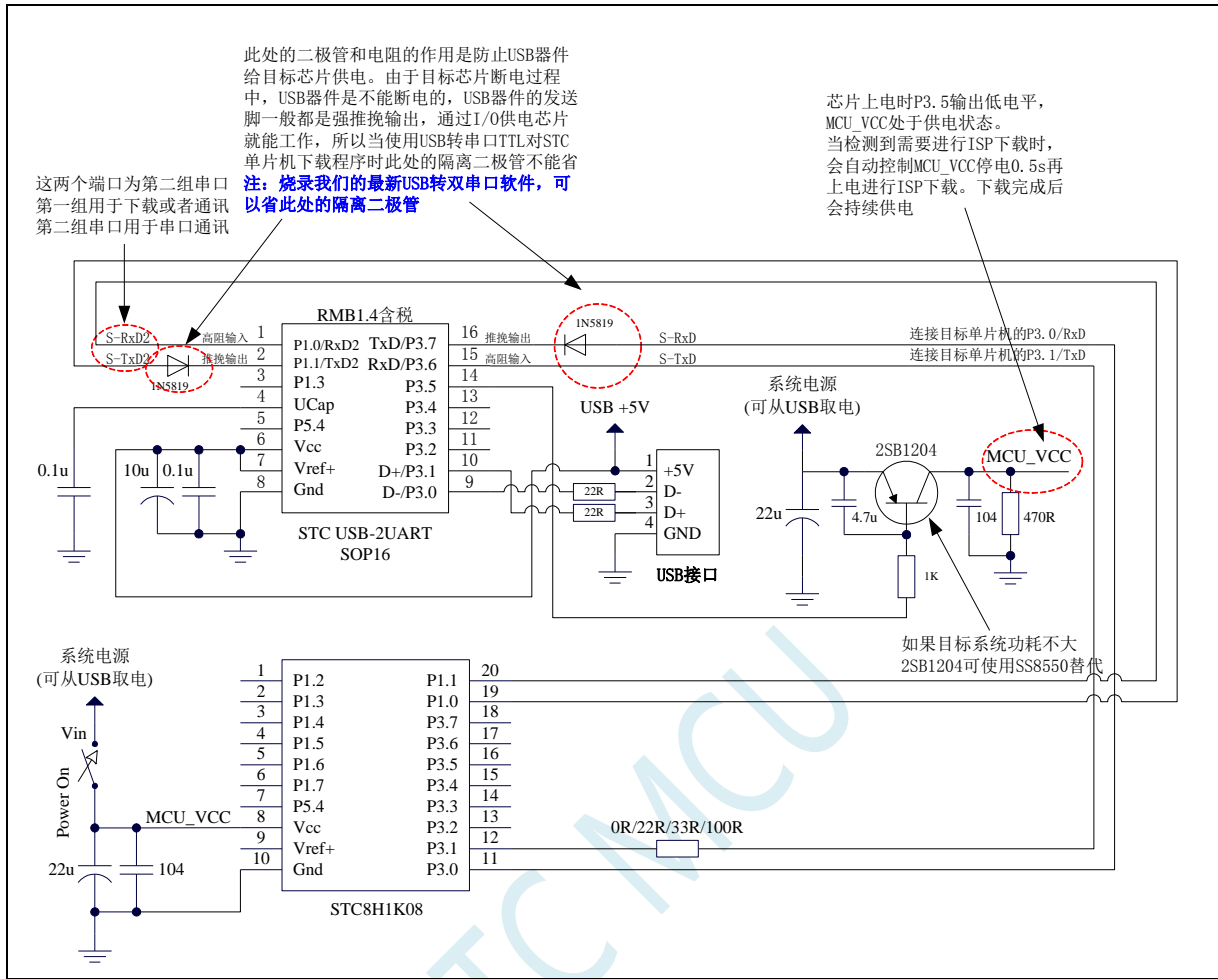 此处的二极管和电阻的作用是防止USB器件
给目标芯片供电。由于目标芯片断电过程
中，USB器件是不能断电的，USB器件的发送
脚一般都是强推挽输出，通过I/O供电芯片
就能工作，所以当使用USB转串口TTL对STC
单片机下载程序时此处的隔离二极管不能省
注：烧录我们的最新USB转双串口软件，可
以省此处的隔离二极管
芯片上电时P3.5输出低电平，
MCU_VCC处于供电状态。
当检测到需要进行ISP下载时，
会自动控制MCU_VCC停电0.5s再
上电进行ISP下载。下载完成后
会持续供电
这两个端口为第二组串口
第一组用于下载或者通讯
第二组串口用于串口通讯
RMB1.4含税
S-RxD2 高阻输入 1 P1.0/RxD2 TxD/P3.7 16 推挽输出 1N5819 S-RxD 连接目标单片机的P3.0/RxD
S-TxD2 推挽输出 2 P1.1/TxD2 RxD/P3.6 15 高阻输入 S-TxD 连接目标单片机的P3.1/TxD
1N5819 3 P1.3 P3.5 14
4 UCap P3.4 13
5 P5.4 P3.3 12
6 Vcc P3.2 11
7 Vref+ D+/P3.1 10
8 Gnd D-/P3.0 9
0.1u 10u 0.1u
STC USB-2UART
SOP16
USB +5V
1 +5V
22R 2 D-
22R 3 D+
4 GND
USB接口
系统电源
(可从USB取电)
2SB1204
MCU_VCC
22u 4.7u 104 470R
1K
如果目标系统功耗不大
2SB1204可使用SS8550替代
系统电源
(可从USB取电)
Vin
Power On
MCU_VCC
22u 104
1 P1.2 P1.1 20
2 P1.3 P1.0 19
3 P1.4 P3.7 18
4 P1.5 P3.6 17
5 P1.6 P3.5 16
6 P1.7 P3.4 15
7 P5.4 P3.3 14
8 Vcc P3.2 13
9 Vref+ P3.1 12 0R/22R/33R/100R
10 Gnd P3.0 11
STC8H1K08
STC MCU